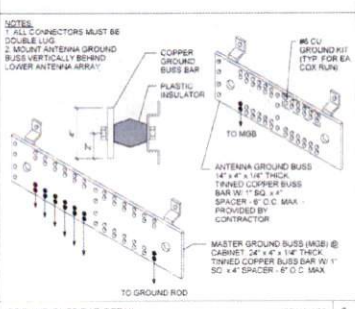 NOTES
1. ALL CONNECTORS MUST BE
DOUBLE LUG.
2. MOUNT ANTENNA GROUND
BUSS VERTICALLY BEHIND
LOWER ANTENNA ARRAY.
COPPER
GROUND
BUSS BAR
PLASTIC
INSULATOR
4"
2"
#6 CU
GROUND KIT
(TYP. FOR EA.
COX RUN)
TO MGB
ANTENNA GROUND BUSS
14" x 4" x 1/4" THICK,
TINNED COPPER BUSS
BAR W/ 1" SQ. x 4"
SPACER - 6" O.C. MAX -
PROVIDED BY
CONTRACTOR
MASTER GROUND BUSS (MGB) @
CABINET. 24" x 4" x 1/4" THICK,
TINNED COPPER BUSS BAR W/ 1"
SQ. x 4" SPACER - 6" O.C. MAX
TO GROUND ROD